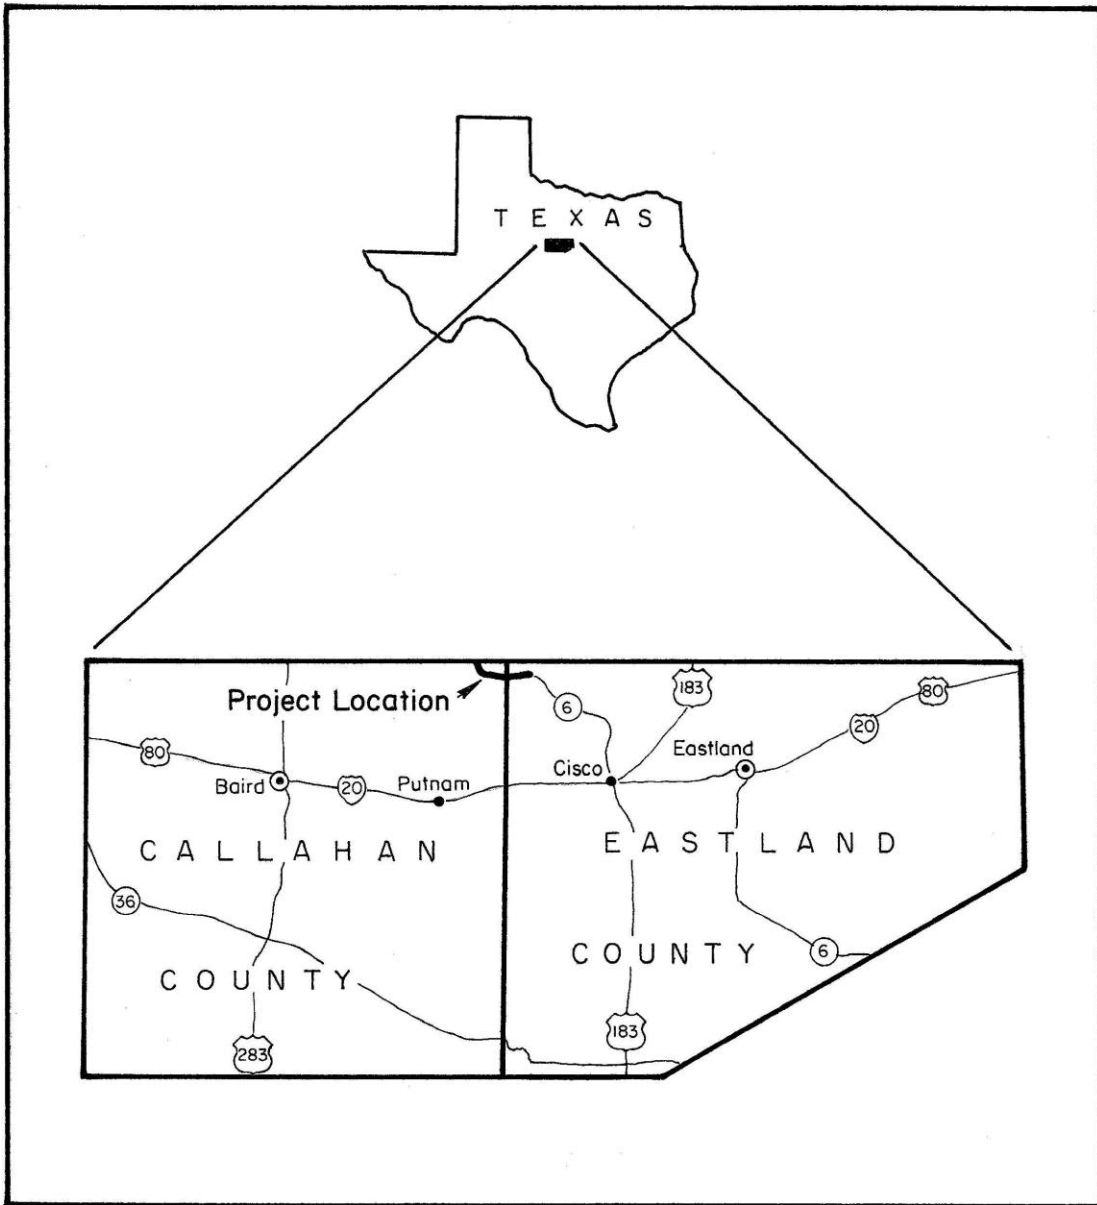 TEXAS
Project Location
183
80
6
20
80
Eastland
Cisco
Baird
20
Putnam
CALLAHAN
EASTLAND
36
6
COUNTY
COUNTY
183
283